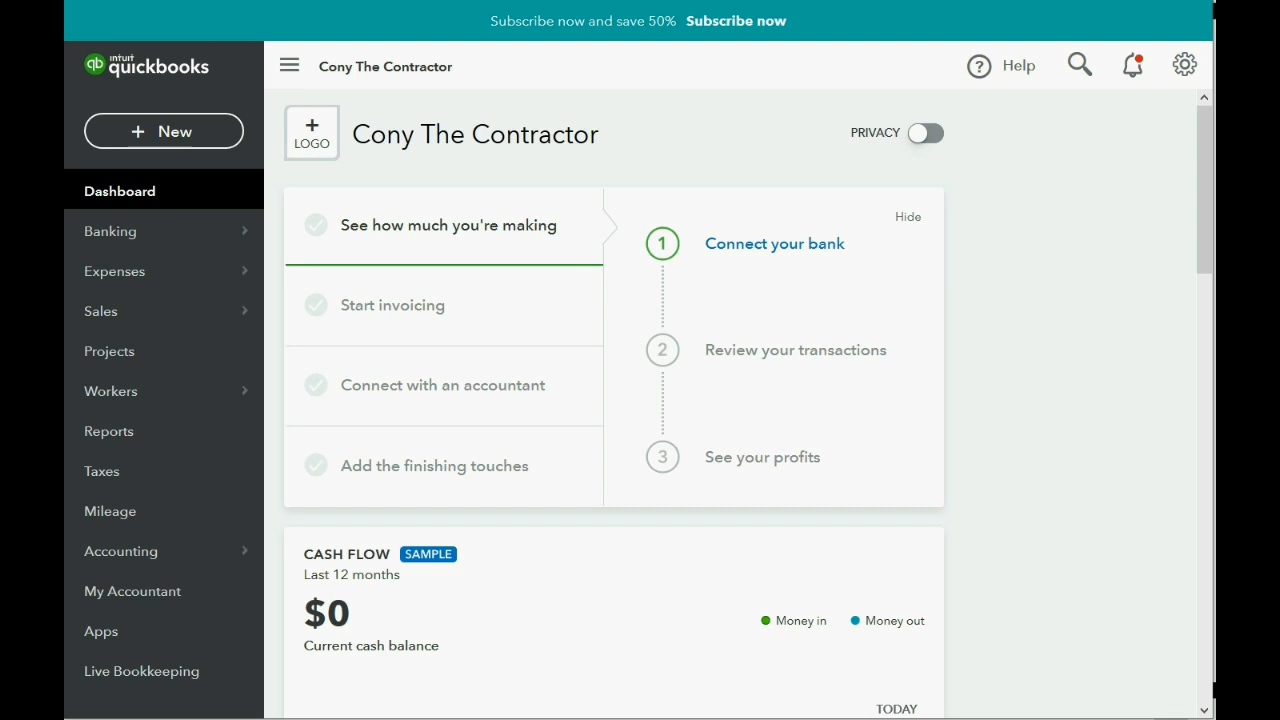 Subscribe now and save 50% Subscribe now
intuit
quickbooks
Cony The Contractor
Help
+ New
Dashboard
Banking
Expenses
Sales
Projects
Workers
Reports
Taxes
Mileage
Accounting
My Accountant
Apps
Live Bookkeeping
+
LOGO
Cony The Contractor
PRIVACY
See how much you're making
Start invoicing
Connect with an accountant
Add the finishing touches
Hide
1 Connect your bank
2 Review your transactions
3 See your profits
CASH FLOW SAMPLE
Last 12 months
$0
Current cash balance
Money in Money out
TODAY